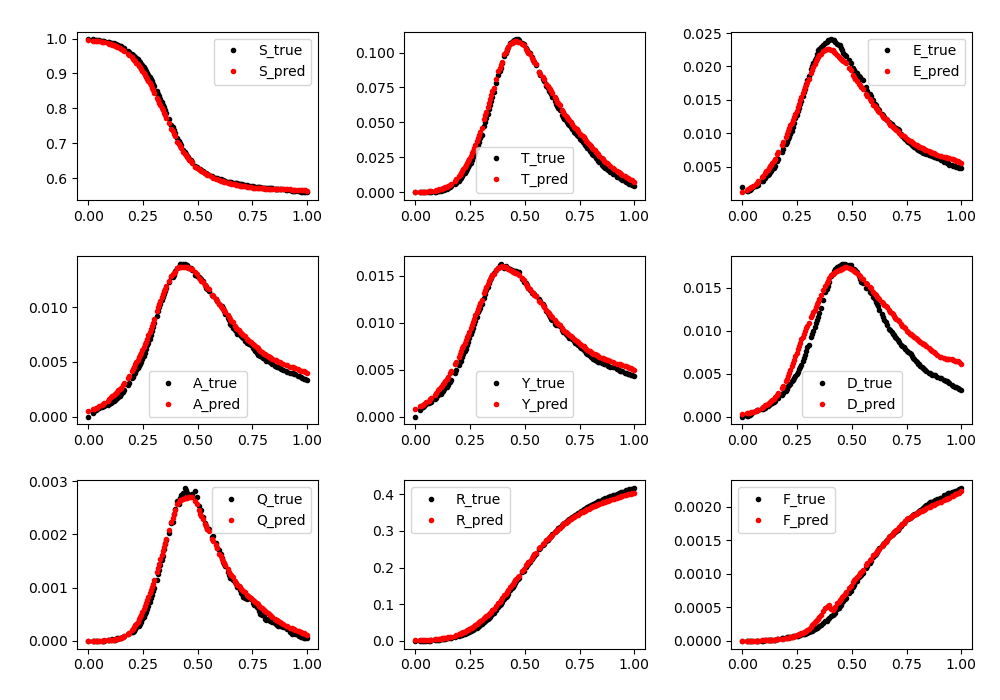 1.0
0.9
0.8
0.7
0.6
0.00 0.25 0.50 0.75 1.00
S_true
S_pred
0.100
0.075
0.050
0.025
0.000
0.00 0.25 0.50 0.75 1.00
T_true
T_pred
0.025
0.020
0.015
0.010
0.005
0.00 0.25 0.50 0.75 1.00
E_true
E_pred
0.010
0.005
0.000
0.00 0.25 0.50 0.75 1.00
A_true
A_pred
0.015
0.010
0.005
0.000
0.00 0.25 0.50 0.75 1.00
Y_true
Y_pred
0.015
0.010
0.005
0.000
0.00 0.25 0.50 0.75 1.00
D_true
D_pred
0.003
0.002
0.001
0.000
0.00 0.25 0.50 0.75 1.00
Q_true
Q_pred
0.4
0.3
0.2
0.1
0.0
0.00 0.25 0.50 0.75 1.00
R_true
R_pred
0.0020
0.0015
0.0010
0.0005
0.0000
0.00 0.25 0.50 0.75 1.00
F_true
F_pred